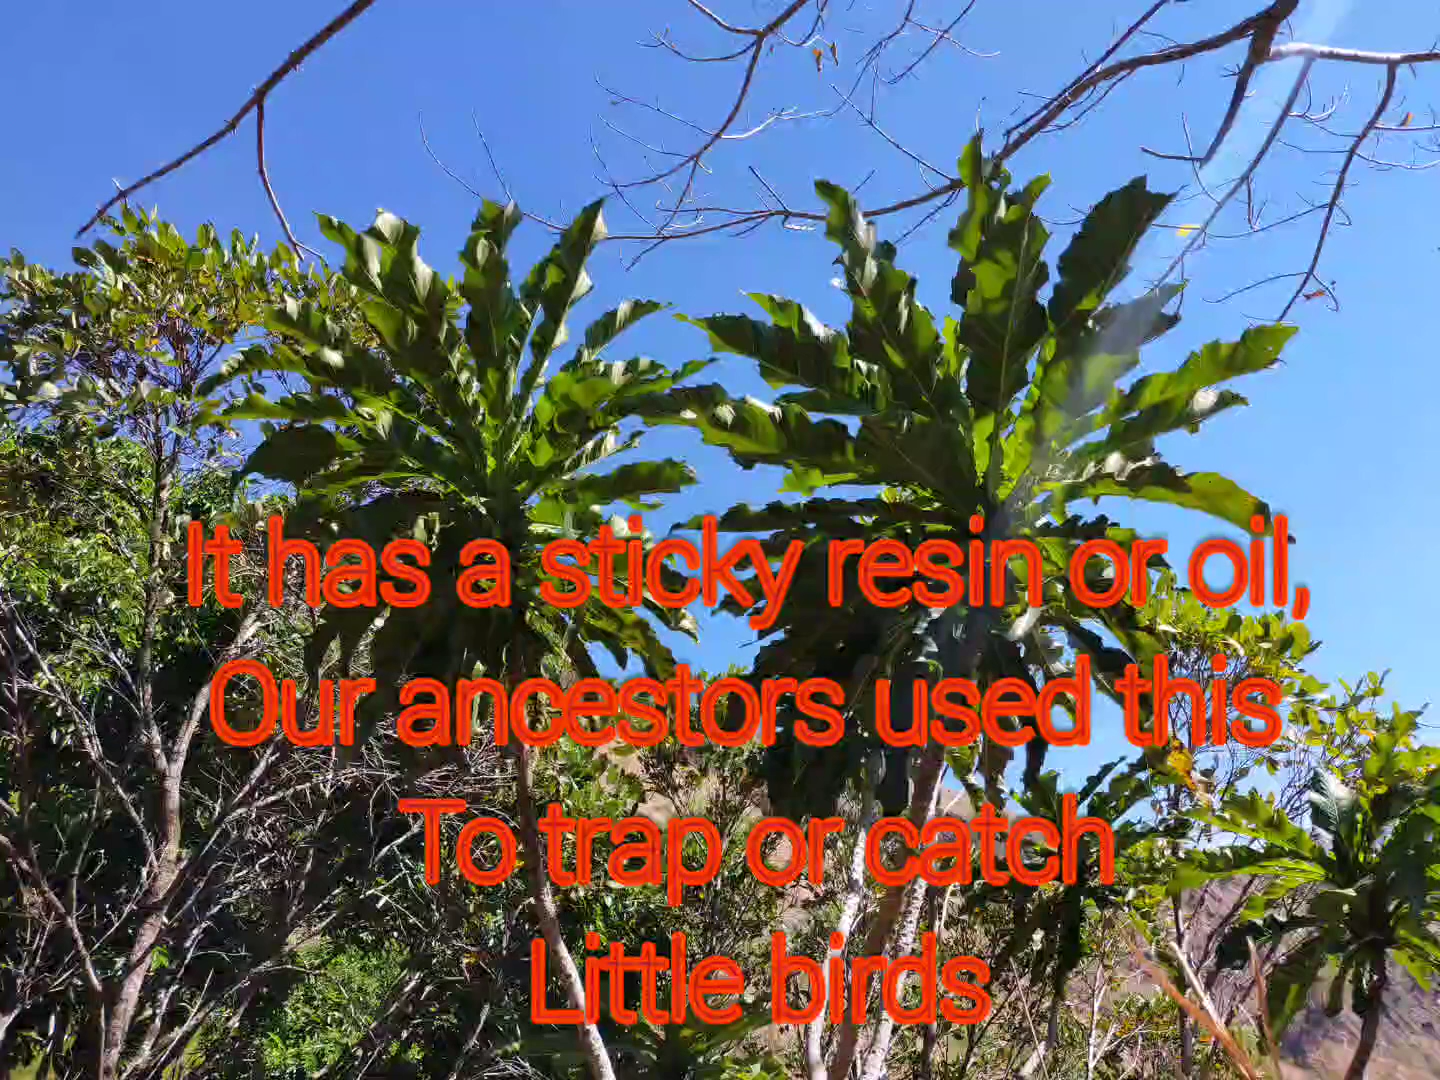 It has a sticky resin or oil,
Our ancestors used this
To trap or catch
Little birds